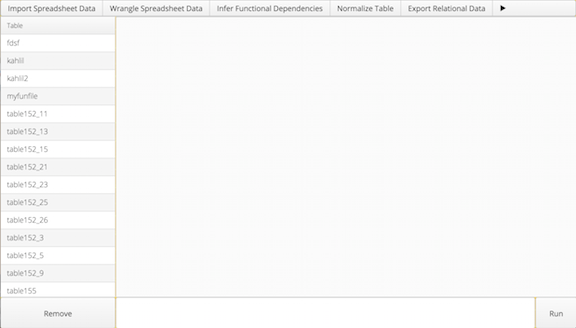 Import Spreadsheet Data Wrangle Spreadsheet Data Infer Functional Dependencies Normalize Table Export Relational Data
Table
fdsf
kahlil
kahlil2
myfunfile
table152_11
table152_13
table152_15
table152_21
table152_23
table152_25
table152_26
table152_3
table152_5
table152_9
table155
Remove Run